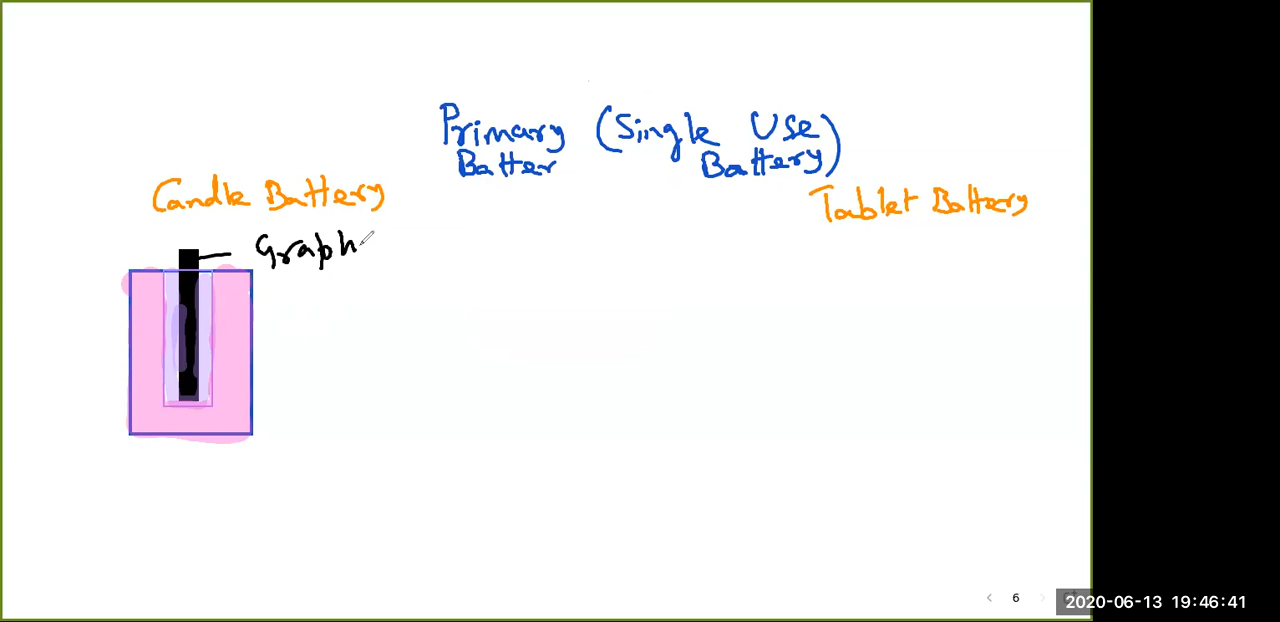 Primary (Single Use
Batter Battery)
Candle Battery
Tablet Battery
Graph
6
2020-06-13 19:46:41